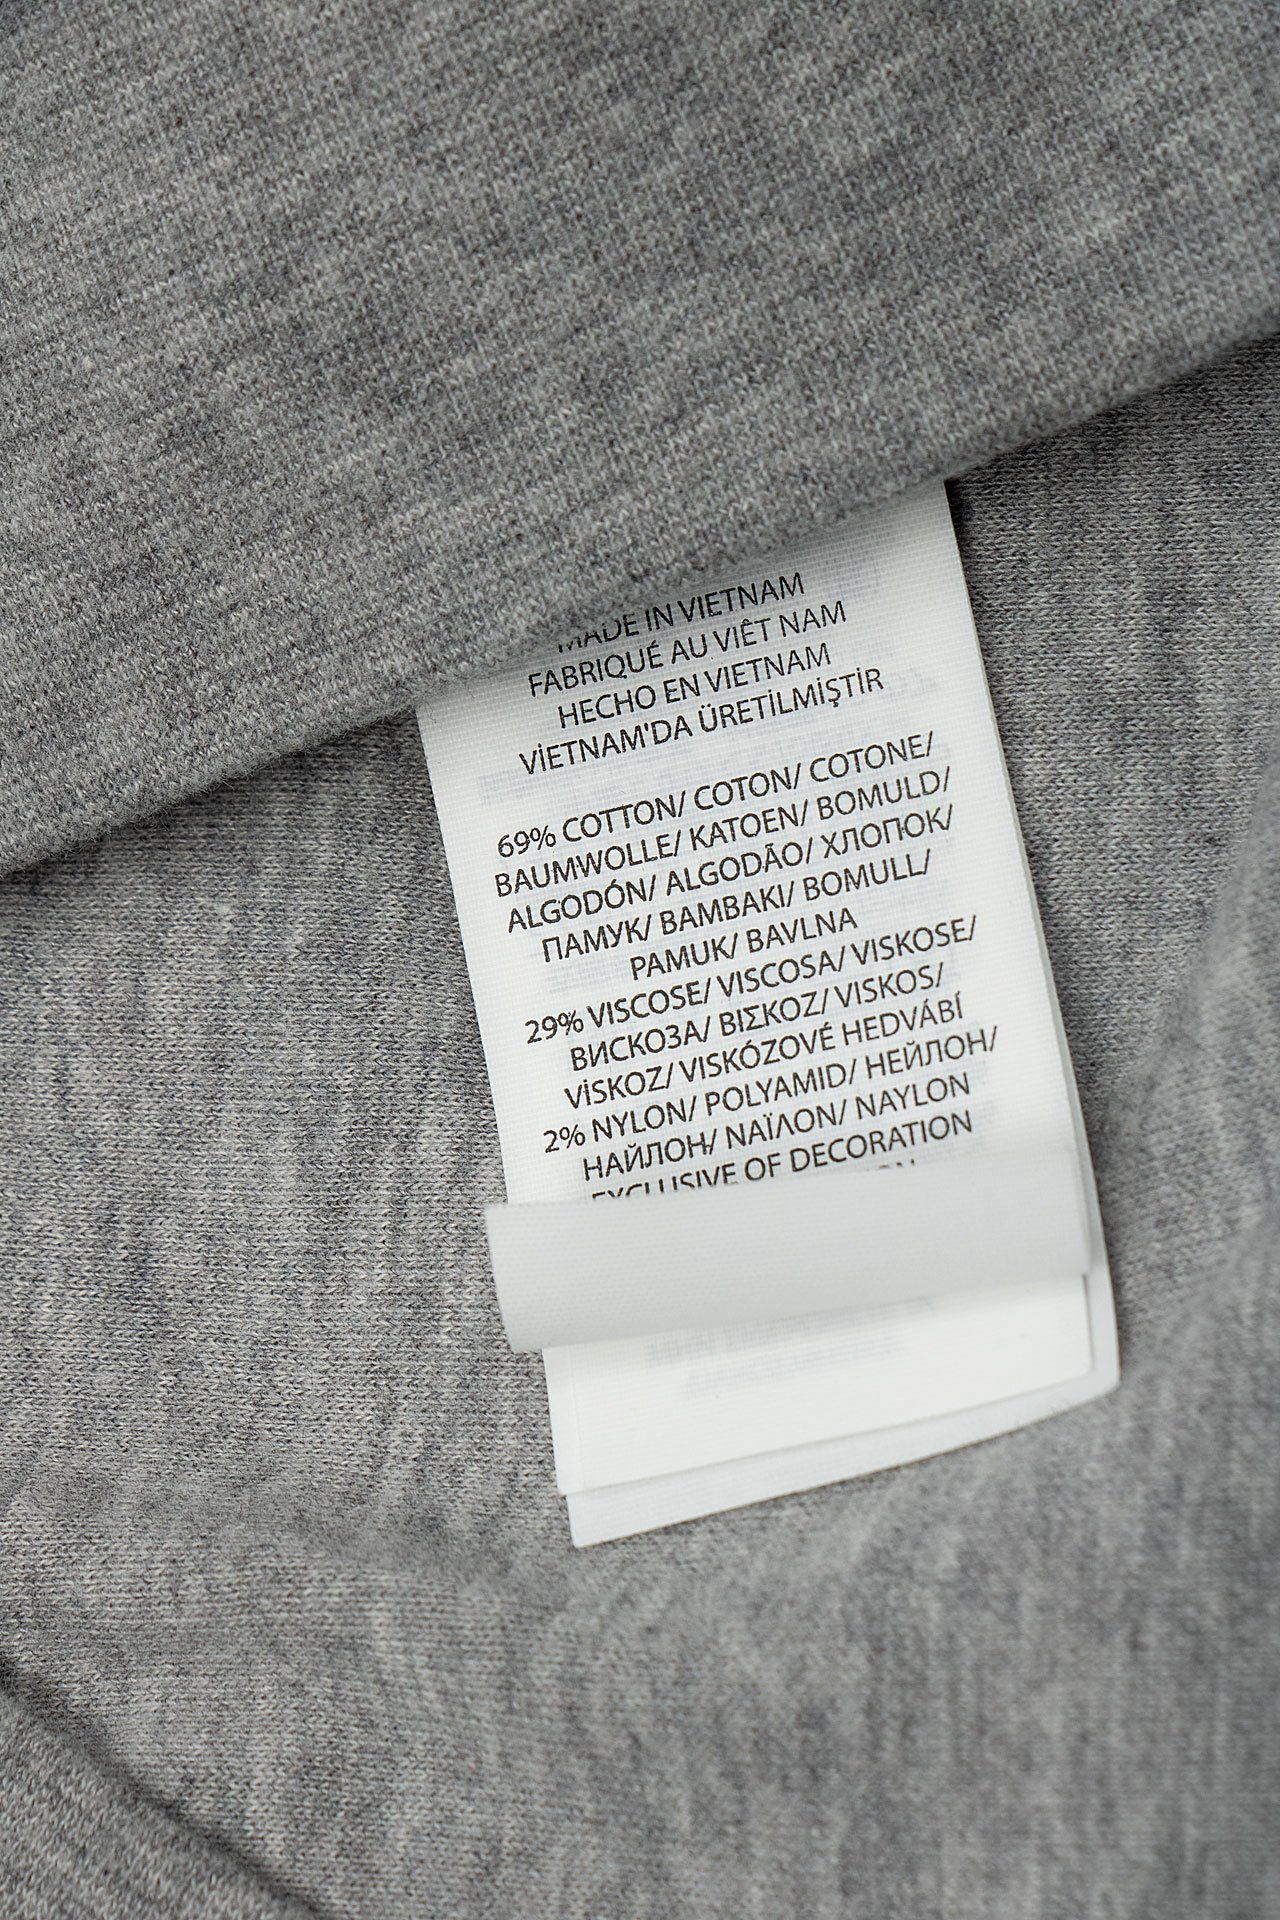 MADE IN VIETNAM
FABRIQUÉ AU VIÊT NAM
HECHO EN VIETNAM
VİETNAM'DA ÜRETİLMİŞTİR
69% COTTON/ COTON/ COTONE/
BAUMWOLLE/ KATOEN/ BOMULD/
ALGODÓN/ ALGODÃO/ ХЛОПОК/
ПАМУК/ BAMBAKI/ BOMULL/
PAMUK/ BAVLNA
29% VISCOSE/ VISCOSA/ VISKOSE/
ВИСКОЗА/ ΒΙΣΚΟΖ/ VISKOS/
VİSKOZ/ VISKÓZOVÉ HEDVÁBÍ
2% NYLON/ POLYAMID/ НЕЙЛОН/
НАЙЛОН/ ΝΑΪΛΟΝ/ NAYLON
EXCLUSIVE OF DECORATION